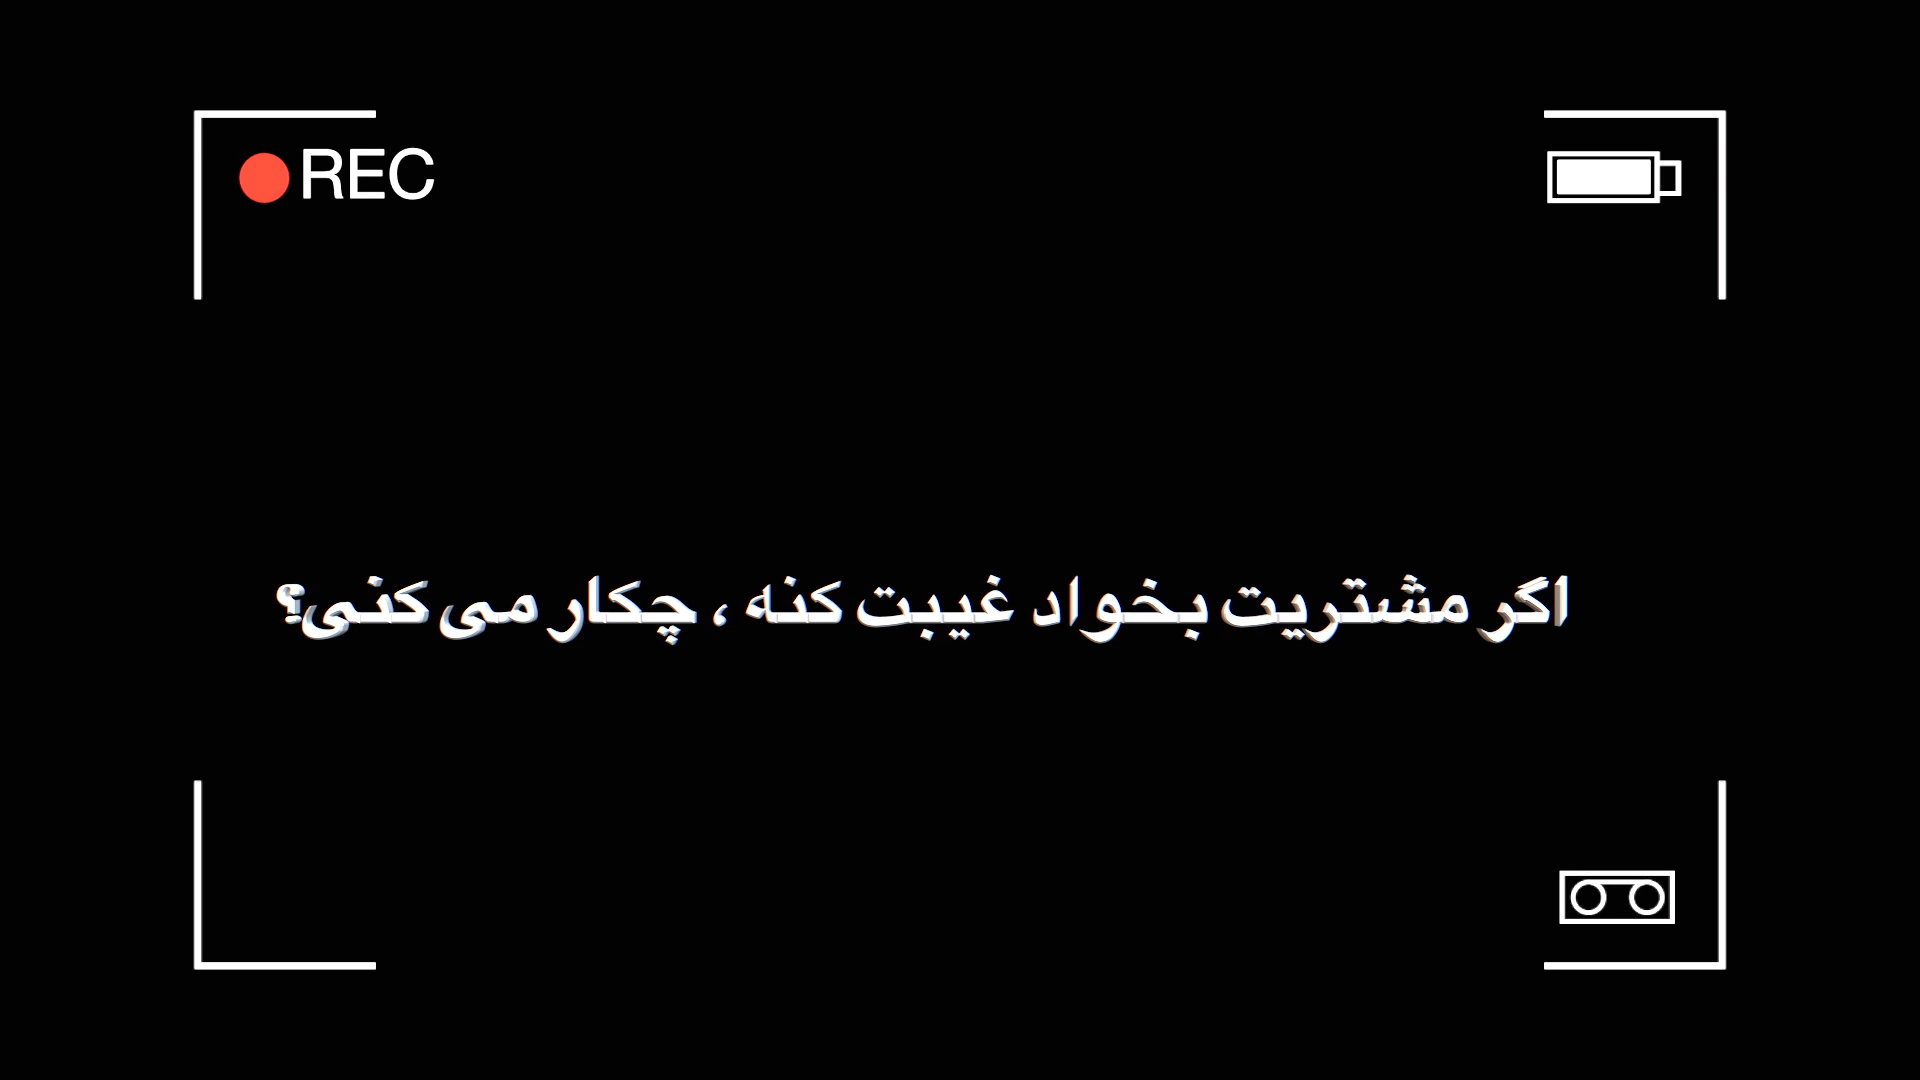 REC
اگر مشتریت بخواد غیبت کنه ، چکار می‌کنی؟